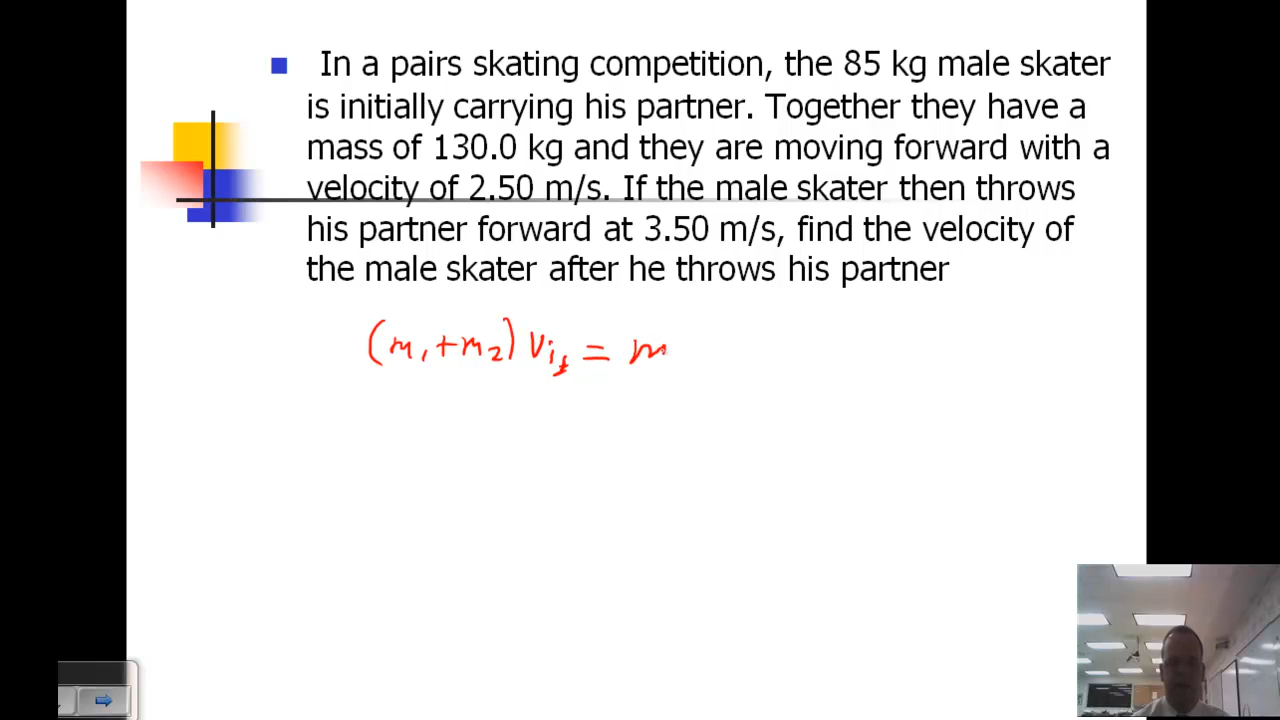 In a pairs skating competition, the 85 kg male skater
is initially carrying his partner. Together they have a
mass of 130.0 kg and they are moving forward with a
velocity of 2.50 m/s. If the male skater then throws
his partner forward at 3.50 m/s, find the velocity of
the male skater after he throws his partner
(m₁+m₂) Vᵢ = m